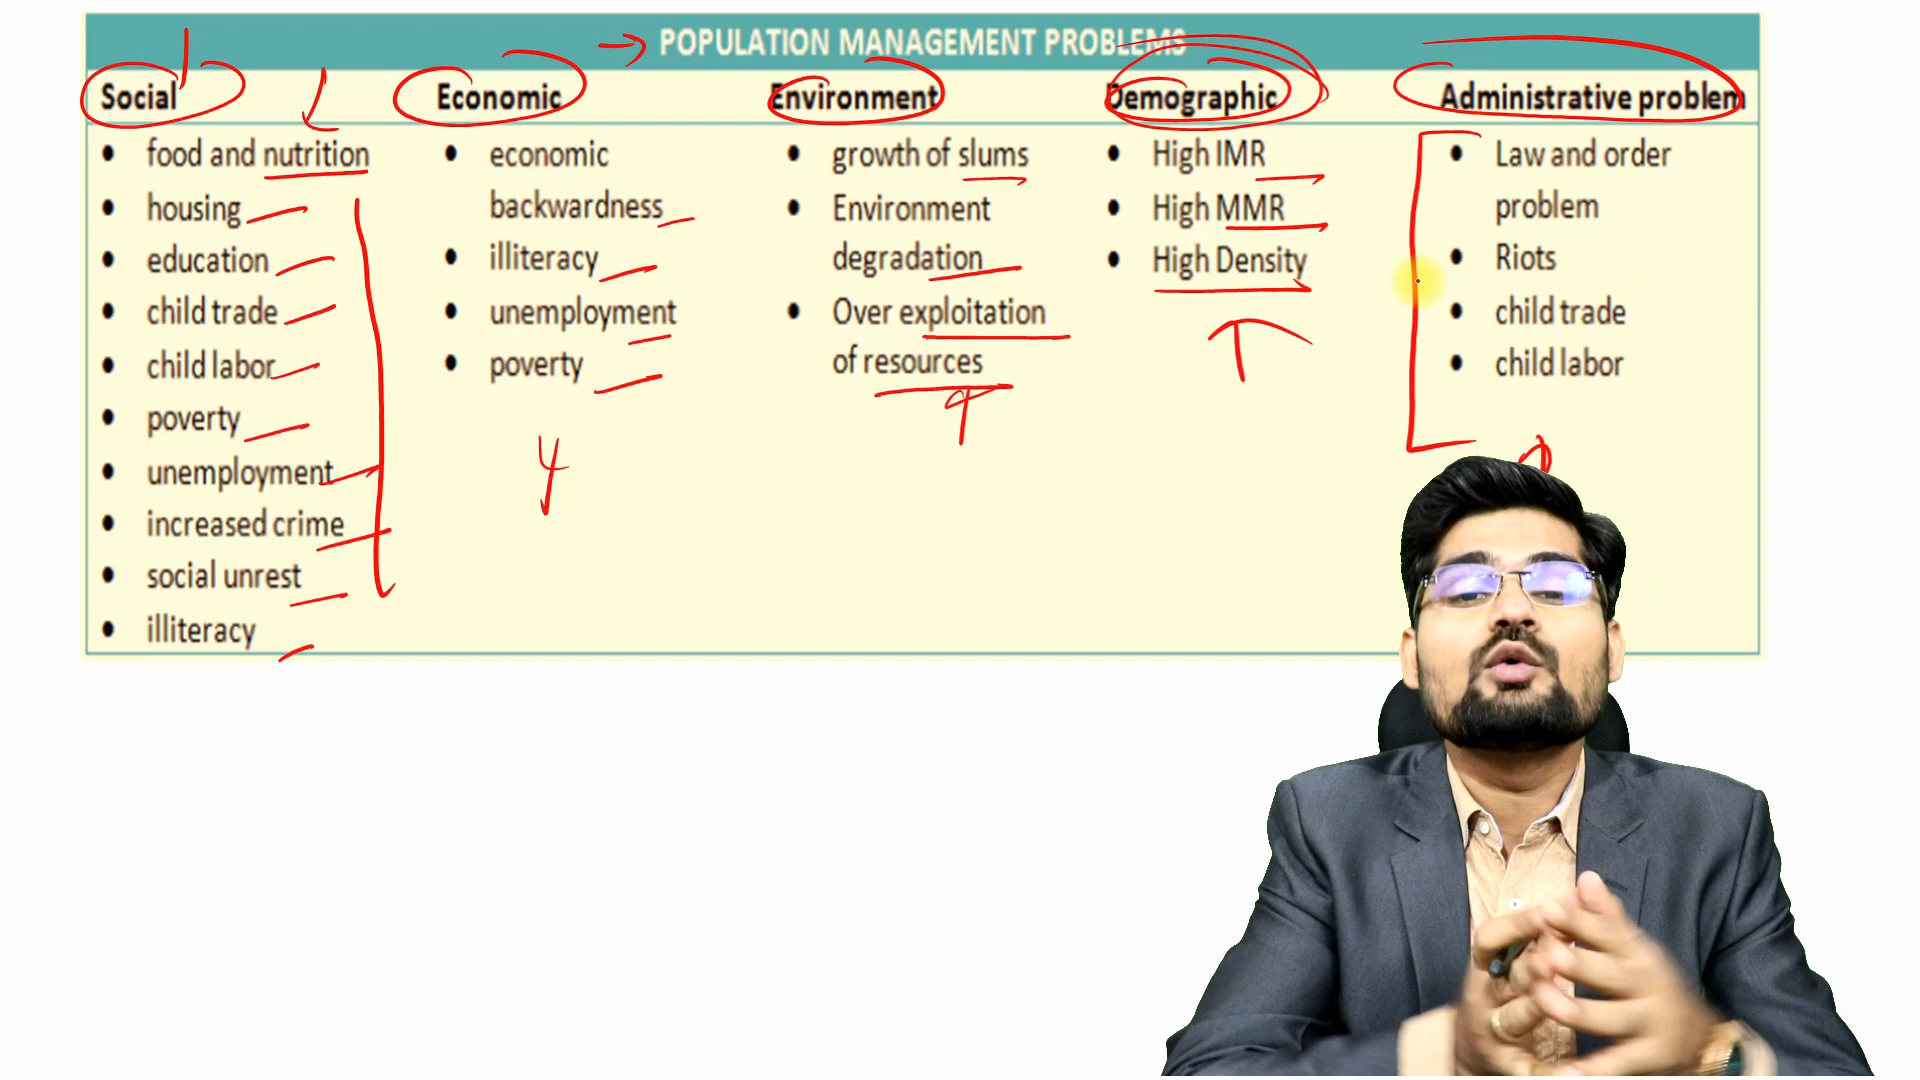 POPULATION MANAGEMENT PROBLEMS
Social
food and nutrition
housing
education
child trade
child labor
poverty
unemployment
increased crime
social unrest
illiteracy
Economic
economic
backwardness
illiteracy
unemployment
poverty
Environment
growth of slums
Environment
degradation
Over exploitation
of resources
Demographic
High IMR
High MMR
High Density
Administrative problem
Law and order
problem
Riots
child trade
child labor